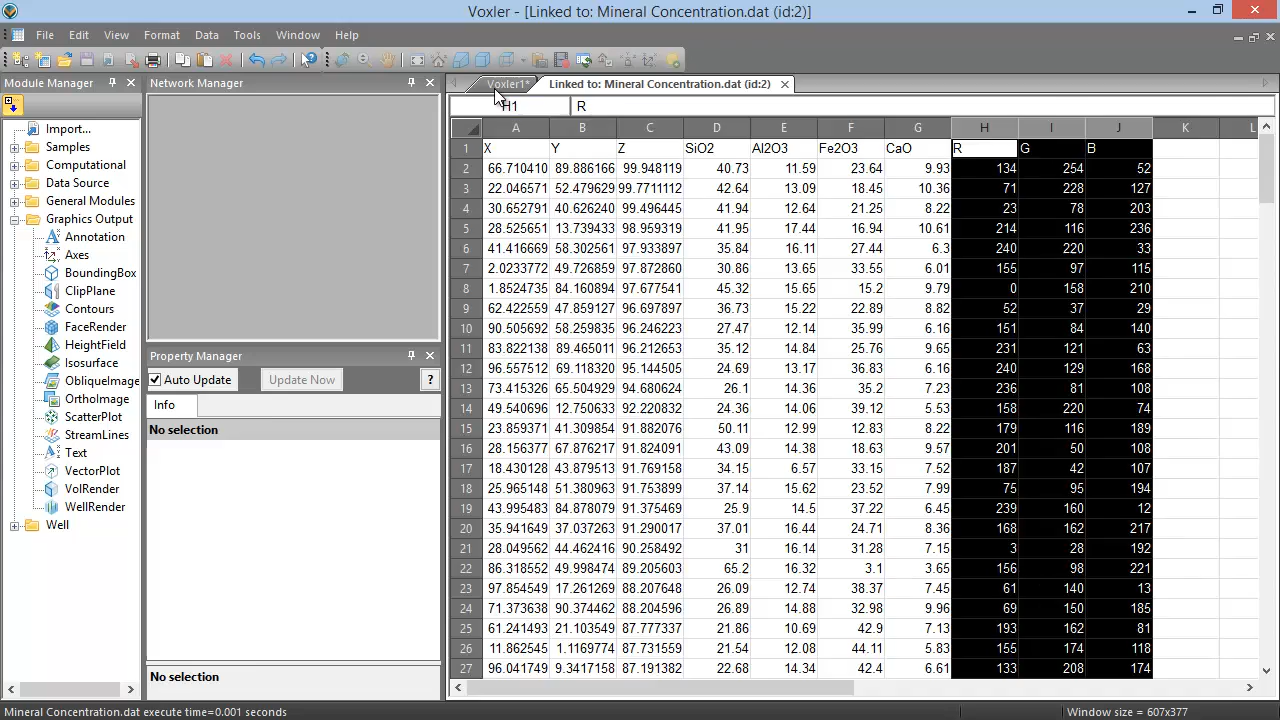 Voxler - [Linked to: Mineral Concentration.dat (id:2)]
File Edit View Format Data Tools Window Help
Module Manager
Network Manager
Voxler1* Linked to: Mineral Concentration.dat (id:2)
H1 R
Import...
Samples
Computational
Data Source
General Modules
Graphics Output
Annotation
Axes
BoundingBox
ClipPlane
Contours
FaceRender
HeightField
Isosurface
ObliqueImage
OrthoImage
ScatterPlot
StreamLines
Text
VectorPlot
VolRender
WellRender
Well
Property Manager
Auto Update Update Now ?
Info
No selection
No selection
A B C D E F G H I J K L
1 X Y Z SiO2 Al2O3 Fe2O3 CaO R G B
2 66.710410 89.886166 99.948119 40.73 11.59 23.64 9.93 134 254 52
3 22.046571 52.479629 99.7711112 42.64 13.09 18.45 10.36 71 228 127
4 30.652791 40.626240 99.496445 41.94 12.64 21.25 8.22 23 78 203
5 28.525651 13.739433 98.959319 41.95 17.44 16.94 10.61 214 116 236
6 41.416669 58.302561 97.933897 35.84 16.11 27.44 6.3 240 220 33
7 2.0233772 49.726859 97.872860 30.86 13.65 33.55 6.01 155 97 115
8 1.8524735 84.160894 97.677541 45.32 15.65 15.2 9.79 0 158 210
9 62.422559 47.859127 96.697897 36.73 15.22 22.89 8.82 52 37 29
10 90.505692 58.259835 96.246223 27.47 12.14 35.99 6.16 151 84 140
11 83.822138 89.465011 96.212653 35.12 14.84 25.76 9.65 231 121 63
12 96.557512 69.118320 95.144505 24.69 13.17 36.83 6.16 240 129 168
13 73.415326 65.504929 94.680624 26.1 14.36 35.2 7.23 236 81 108
14 49.540696 12.750633 92.220832 24.36 14.06 39.12 5.53 158 220 74
15 23.859371 41.309854 91.882076 50.11 12.99 12.83 8.22 179 116 189
16 28.156377 67.876217 91.824091 43.09 14.38 18.63 9.57 201 50 108
17 18.430128 43.879513 91.769158 34.15 6.57 33.15 7.52 187 42 107
18 25.965148 51.380963 91.753899 37.14 15.62 23.52 7.99 75 95 194
19 43.995483 84.878079 91.375469 25.9 14.5 37.22 6.45 239 160 12
20 35.941649 37.037263 91.290017 37.01 16.44 24.71 8.36 168 162 217
21 28.049562 44.462416 90.258492 31 16.14 31.28 7.15 3 28 192
22 86.318552 49.998474 89.205603 65.2 16.32 3.1 3.65 156 98 221
23 97.854549 17.261269 88.207648 26.09 12.74 38.37 7.45 61 140 13
24 71.373638 90.374462 88.204596 26.89 14.88 32.98 9.96 69 150 185
25 61.241493 21.103549 87.777337 21.86 10.69 42.9 7.13 193 162 81
26 11.862545 1.1169774 87.731559 21.54 12.08 44.11 5.83 155 174 118
27 96.041749 9.3417158 87.191382 22.68 14.34 42.4 6.61 133 208 174
Mineral Concentration.dat execute time=0.001 seconds
Window size = 607x377